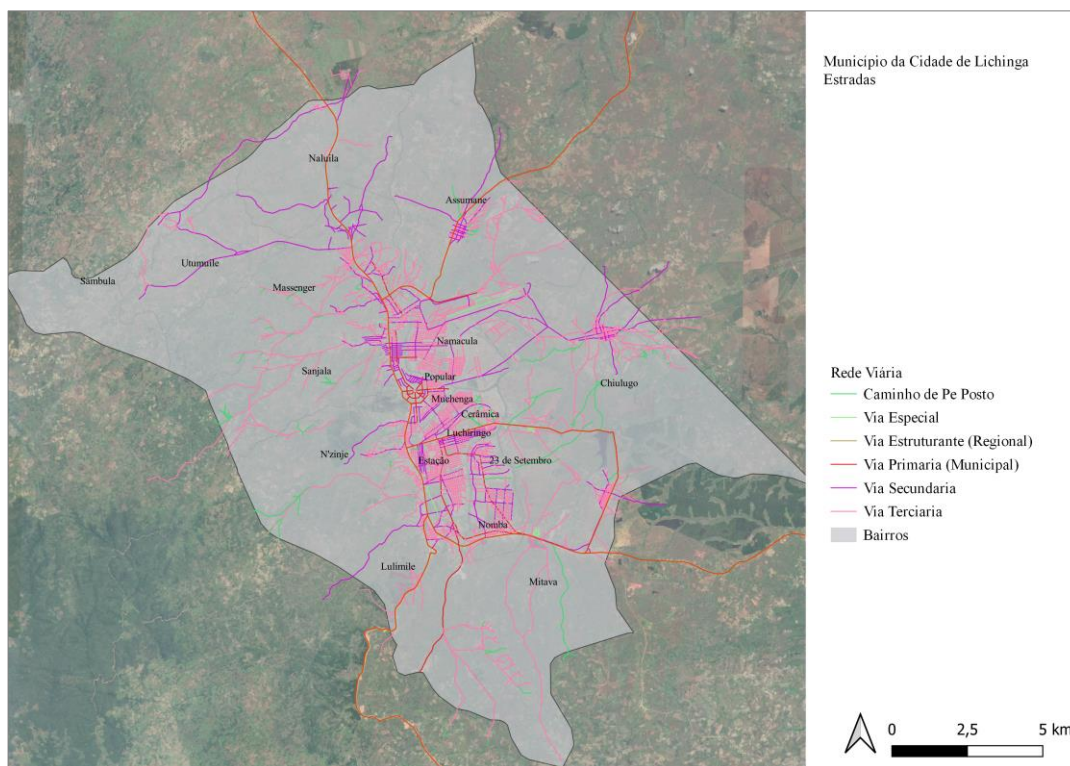 Município da Cidade de Lichinga
Estradas
Naluila
Assumane
Utumuile
Sambula
Massenger
Namacula
Sanjala
Popular
Chiulugo
Muchenga
Cerâmica
Luchiringo
N'zinje
Estação
23 de Setembro
Nomba
Lulimile
Mitava
Rede Viária
Caminho de Pe Posto
Via Especial
Via Estruturante (Regional)
Via Primaria (Municipal)
Via Secundaria
Via Terciaria
Bairros
0 2,5 5 km